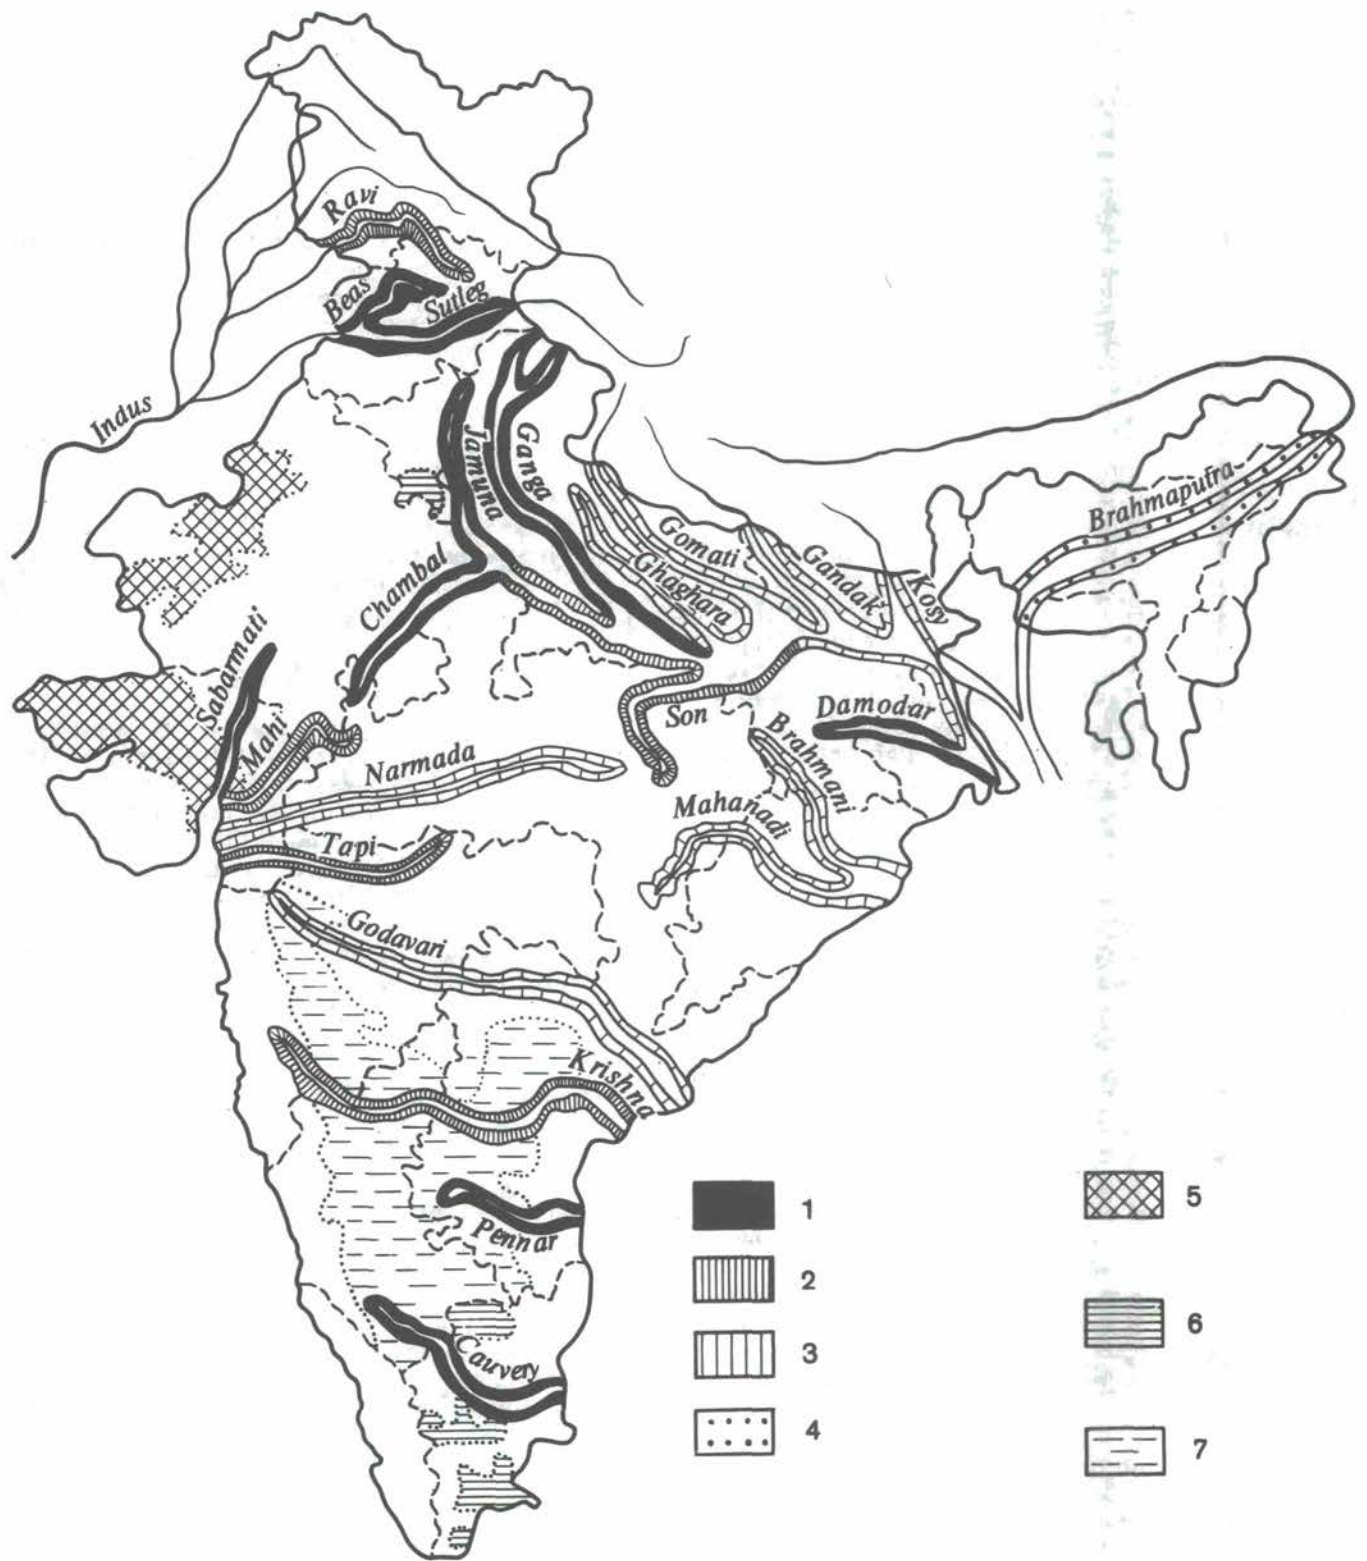 Ravi
Beas
Sutleg
Indus
Jamuna
Ganga
Gomati
Ghaghara
Gandak
Kosy
Brahmaputra
Chambal
Sabarmati
Mahi
Son
Damodar
Brahmani
Narmada
Mahanadi
Tapi
Godavari
Krishna
Pennar
Cauvery
1
2
3
4
5
6
7